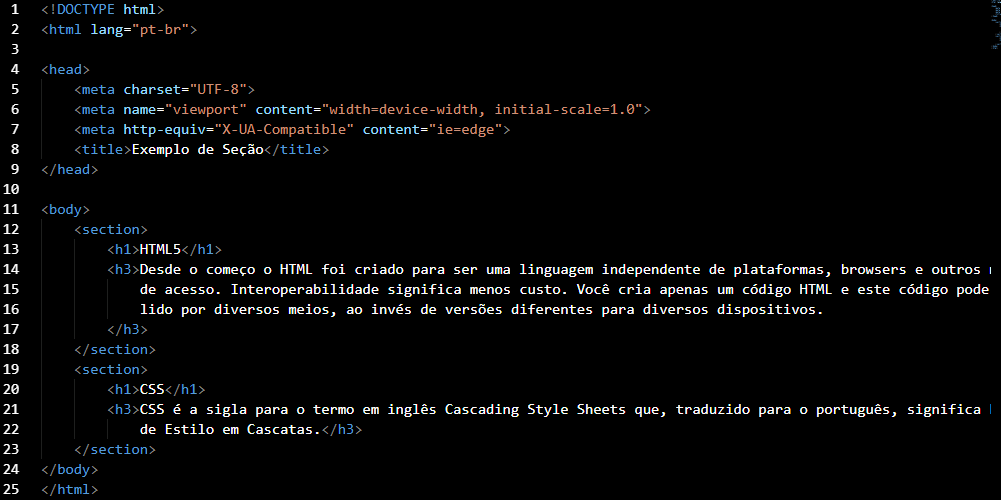 1 <!DOCTYPE html>
2 <html lang="pt-br">
3
4 <head>
5 <meta charset="UTF-8">
6 <meta name="viewport" content="width=device-width, initial-scale=1.0">
7 <meta http-equiv="X-UA-Compatible" content="ie=edge">
8 <title>Exemplo de Seção</title>
9 </head>
10
11 <body>
12 <section>
13 <h1>HTML5</h1>
14 <h3>Desde o começo o HTML foi criado para ser uma linguagem independente de plataformas, browsers e outros
15 de acesso. Interoperabilidade significa menos custo. Você cria apenas um código HTML e este código pode
16 lido por diversos meios, ao invés de versões diferentes para diversos dispositivos.
17 </h3>
18 </section>
19 <section>
20 <h1>CSS</h1>
21 <h3>CSS é a sigla para o termo em inglês Cascading Style Sheets que, traduzido para o português, significa
22 de Estilo em Cascatas.</h3>
23 </section>
24 </body>
25 </html>